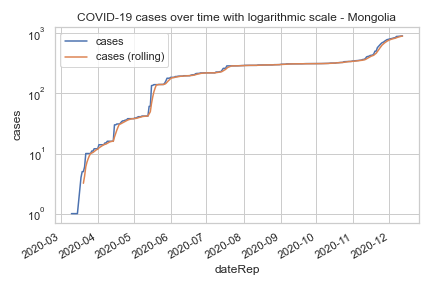 COVID-19 cases over time with logarithmic scale - Mongolia
cases
cases (rolling)
10³
10²
10¹
10⁰
cases
2020-03
2020-04
2020-05
2020-06
2020-07
2020-08
2020-09
2020-10
2020-11
2020-12
dateRep